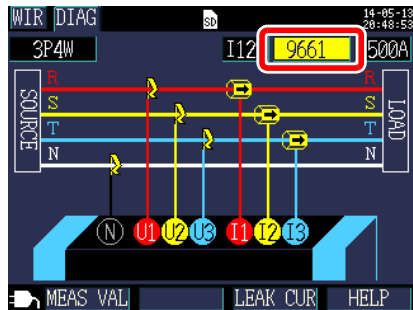 WIR DIAG SD 14-05-13
20:48:53
3P4W I12 9661 500A
SOURCE
LOAD
R R
S S
T T
N N
N U1 U2 U3 I1 I2 I3
MEAS VAL LEAK CUR HELP